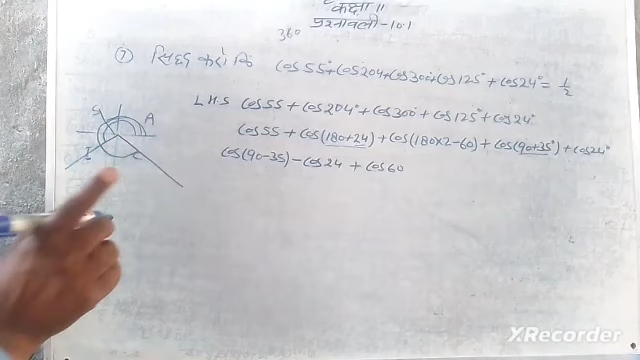 कक्षा 11
प्रश्नावली-10.1
360
(7) सिद्ध करो कि cos 55°+cos204+cos300+cos125°+cos24°= 1/2
L.H.S cos55+cos204°+cos300+cos125°+cos24°
cos55+cos(180+24)+cos(180×2-60)+cos(90+35°)+cos24°
cos(90-35)-cos24+cos60
S A
T C
XRecorder